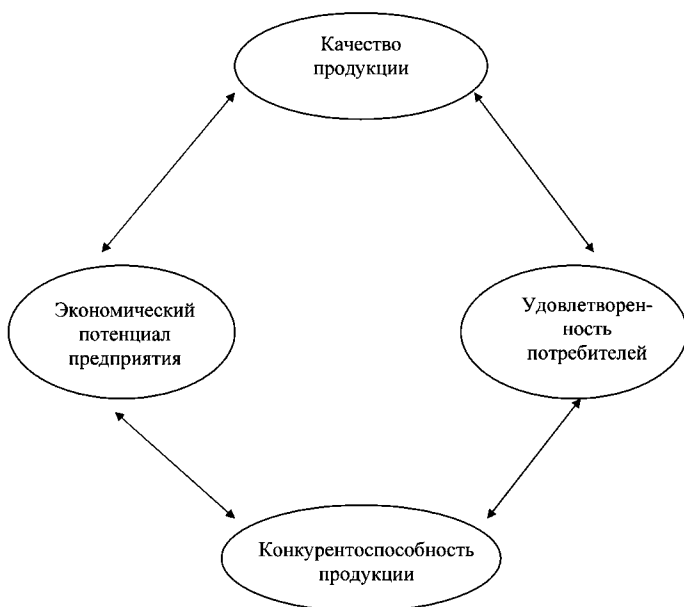 Качество
продукции
Экономический
потенциал
предприятия
Удовлетворен-
ность
потребителей
Конкурентоспособность
продукции